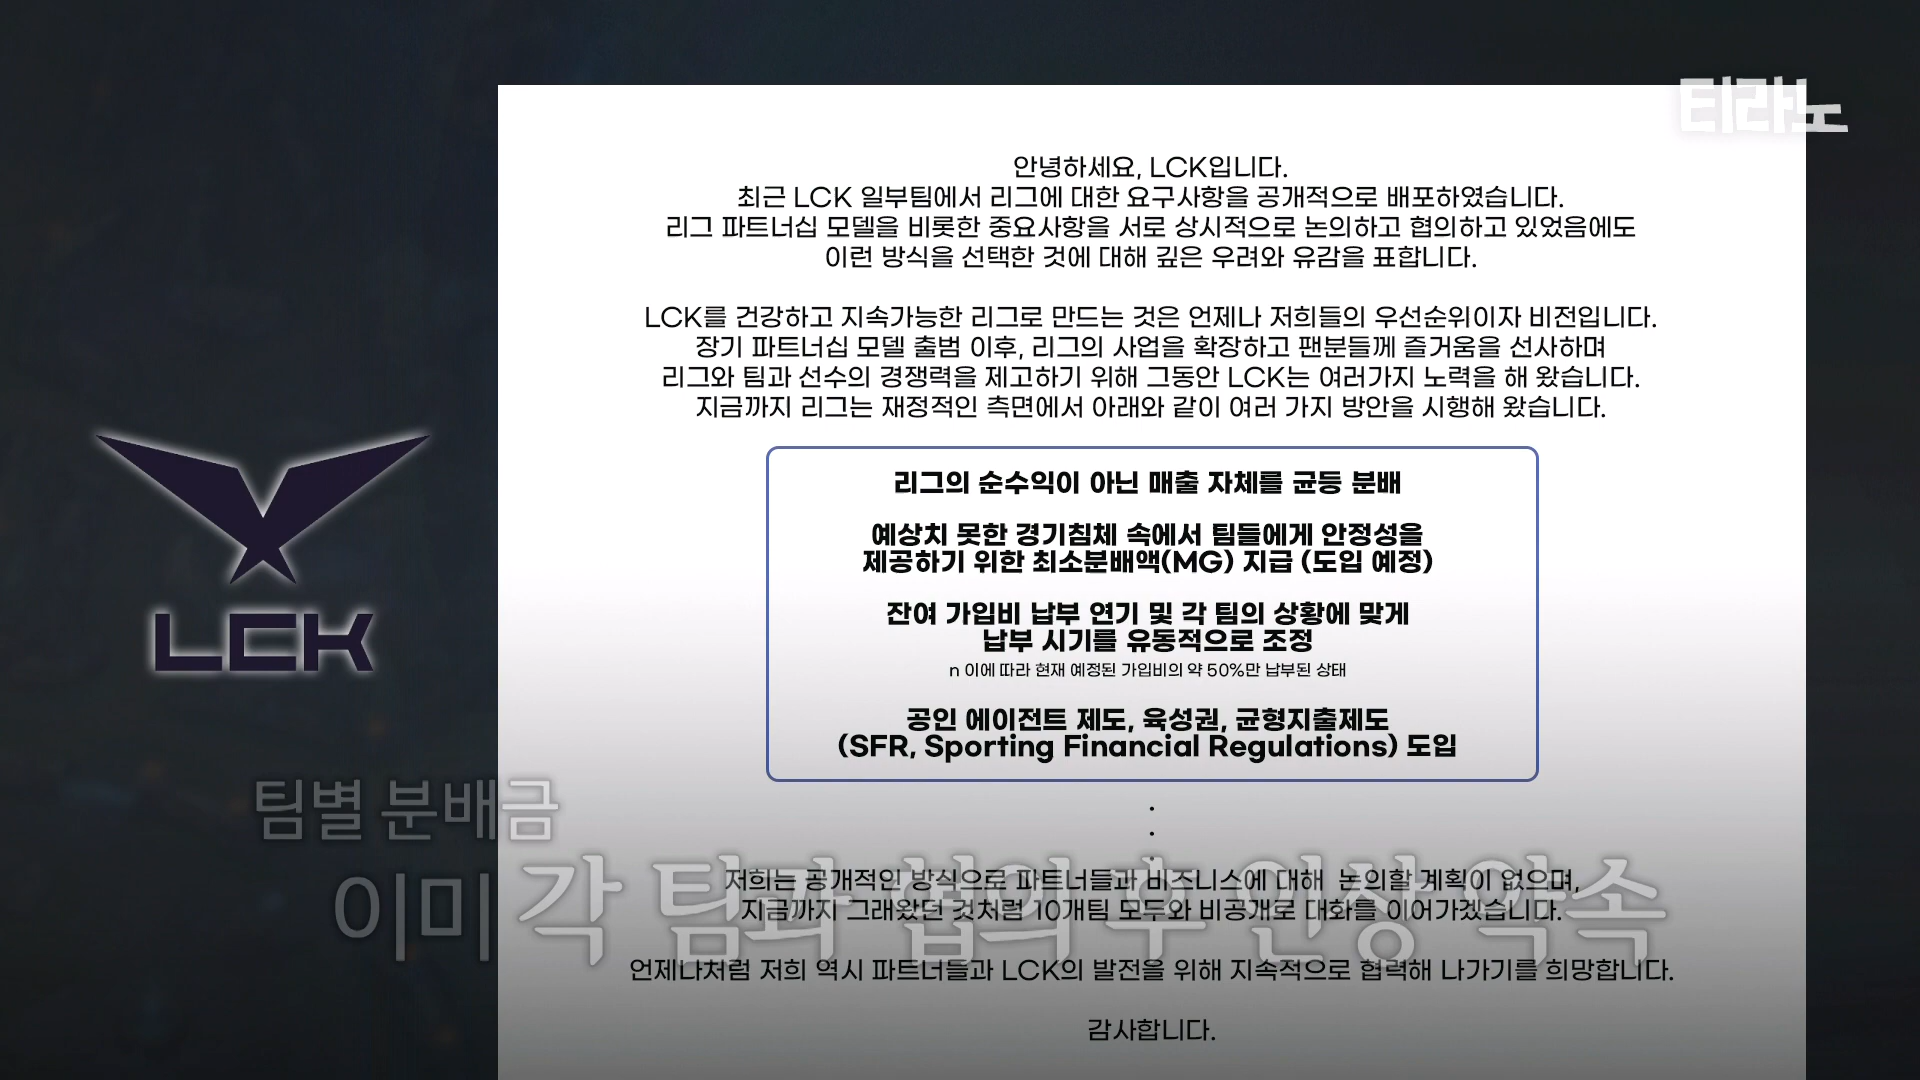 티라노
안녕하세요, LCK입니다.
최근 LCK 일부팀에서 리그에 대한 요구사항을 공개적으로 배포하였습니다.
리그 파트너십 모델을 비롯한 중요사항을 서로 상시적으로 논의하고 협의하고 있었음에도
이런 방식을 선택한 것에 대해 깊은 우려와 유감을 표합니다.
LCK를 건강하고 지속가능한 리그로 만드는 것은 언제나 저희들의 우선순위이자 비전입니다.
장기 파트너십 모델 출범 이후, 리그의 사업을 확장하고 팬분들께 즐거움을 선사하며
리그와 팀과 선수의 경쟁력을 제고하기 위해 그동안 LCK는 여러가지 노력을 해 왔습니다.
지금까지 리그는 재정적인 측면에서 아래와 같이 여러 가지 방안을 시행해 왔습니다.
리그의 순수익이 아닌 매출 자체를 균등 분배
예상치 못한 경기침체 속에서 팀들에게 안정성을
제공하기 위한 최소분배액(MG) 지급 (도입 예정)
잔여 가입비 납부 연기 및 각 팀의 상황에 맞게
납부 시기를 유동적으로 조정
n 이에 따라 현재 예정된 가입비의 약 50%만 납부된 상태
공인 에이전트 제도, 육성권, 균형지출제도
(SFR, Sporting Financial Regulations) 도입
.
.
.
저희는 공개적인 방식으로 파트너들과 비즈니스에 대해 논의할 계획이 없으며,
지금까지 그래왔던 것처럼 10개팀 모두와 비공개로 대화를 이어가겠습니다.
언제나처럼 저희 역시 파트너들과 LCK의 발전을 위해 지속적으로 협력해 나가기를 희망합니다.
감사합니다.
LCK
팀별 분배금
이미 각 팀과 협의 후 인상 약속